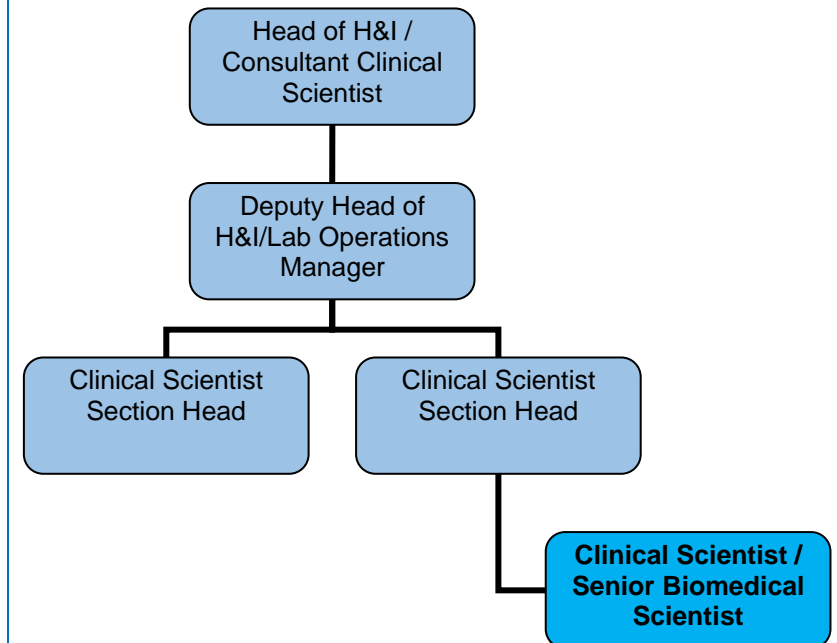 Head of H&I /
Consultant Clinical
Scientist
Deputy Head of
H&I/Lab Operations
Manager
Clinical Scientist
Section Head
Clinical Scientist
Section Head
Clinical Scientist /
Senior Biomedical
Scientist